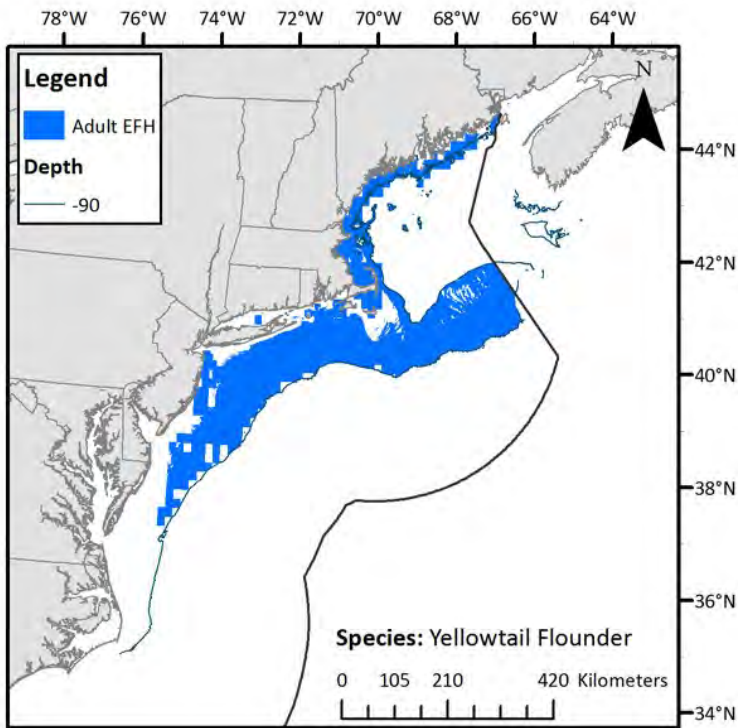 78°W 76°W 74°W 72°W 70°W 68°W 66°W 64°W
Legend
Adult EFH
Depth
-90
N
44°N
42°N
40°N
38°N
36°N
34°N
Species: Yellowtail Flounder
0 105 210 420 Kilometers